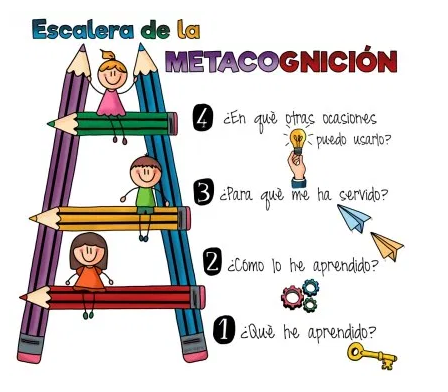 Escalera de la
METACOGNICIÓN
4 ¿En qué otras ocasiones
puedo usarlo?
3 ¿Para qué me ha servido?
2 ¿Cómo lo he aprendido?
1 ¿Qué he aprendido?